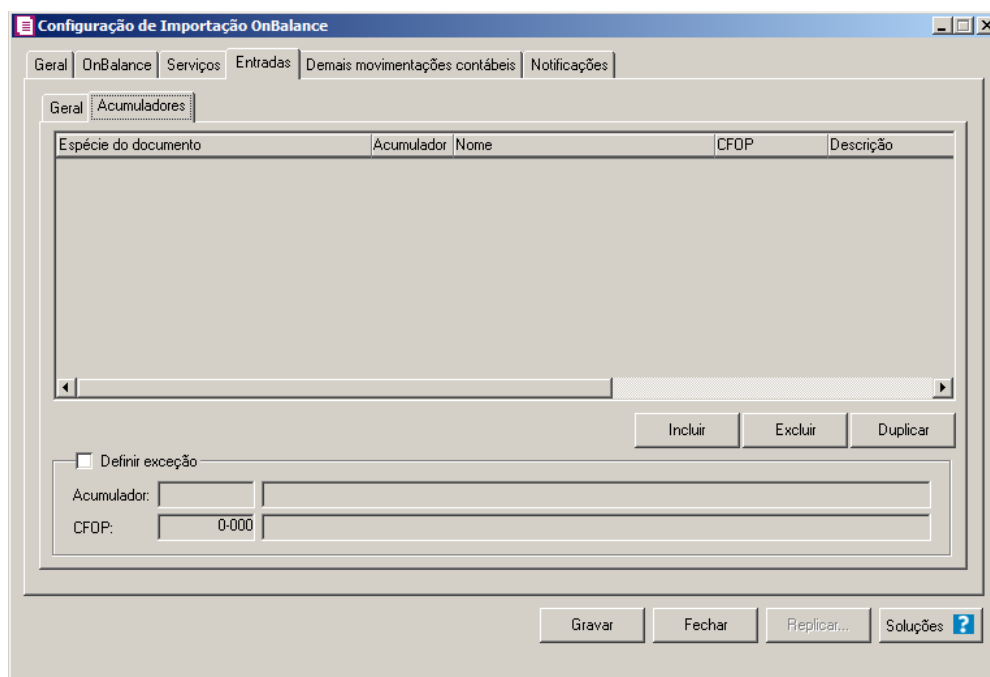 Configuração de Importação OnBalance
Geral OnBalance Serviços Entradas Demais movimentações contábeis Notificações
Geral Acumuladores
Espécie do documento Acumulador Nome CFOP Descrição
Incluir Excluir Duplicar
Definir exceção
Acumulador:
CFOP: 0-000
Gravar Fechar Replicar... Soluções ?